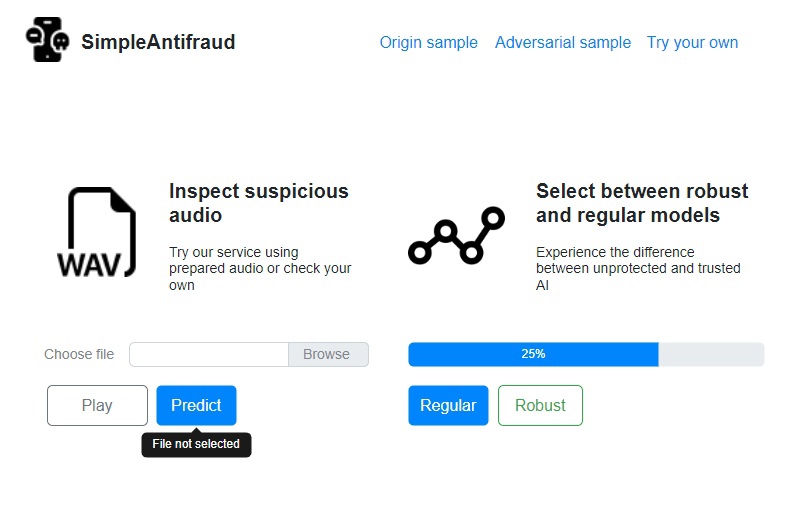 SimpleAntifraud
Origin sample Adversarial sample Try your own
Inspect suspicious
audio
Try our service using
prepared audio or check your
own
WAV
Select between robust
and regular models
Experience the difference
between unprotected and trusted
AI
Choose file Browse
25%
Play Predict
Regular Robust
File not selected